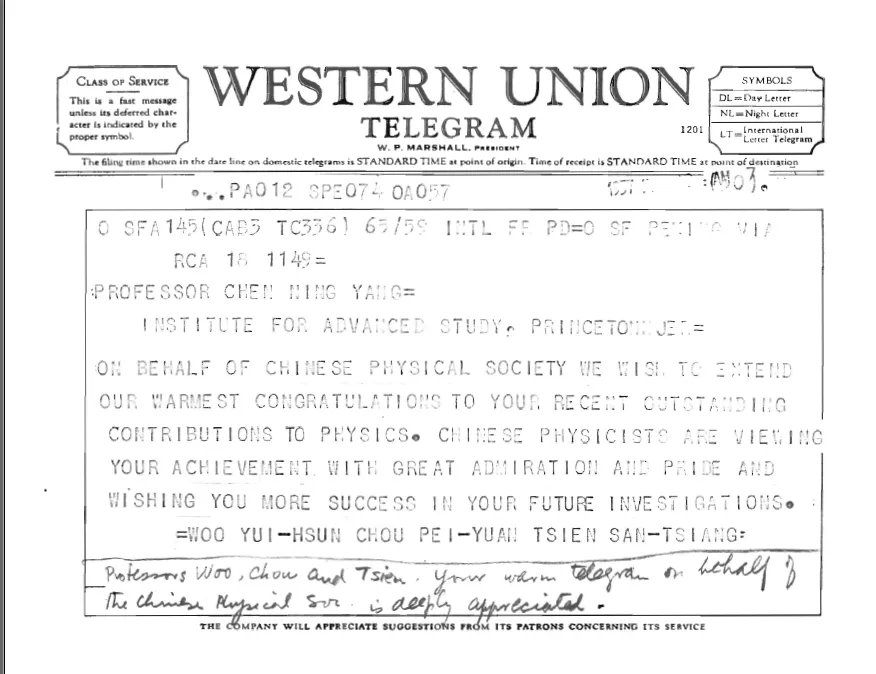 CLASS OF SERVICE
This is a fast message
unless its deferred char-
acter is indicated by the
proper symbol.
WESTERN UNION
TELEGRAM
W. P. MARSHALL, PRESIDENT
1201
SYMBOLS
DL=Day Letter
NL=Night Letter
LT=International Letter Telegram
The filing time shown in the date line on domestic telegrams is STANDARD TIME at point of origin. Time of receipt is STANDARD TIME at point of destination
PA012 SPE074 OA057
AM 03
O SFA145(CAB3 TC336) 65/59 INTL FR PD=O SF PEKING VIA
RCA 18 1149=
:PROFESSOR CHEN NING YANG=
INSTITUTE FOR ADVANCED STUDY, PRINCETON
ON BEHALF OF CHINESE PHYSICAL SOCIETY WE WISH TO EXTEND
OUR WARMEST CONGRATULATIONS TO YOUR RECENT OUTSTANDING
CONTRIBUTIONS TO PHYSICS. CHINESE PHYSICISTS ARE VIEWING
YOUR ACHIEVEMENT WITH GREAT ADMIRATION AND PRIDE AND
WISHING YOU MORE SUCCESS IN YOUR FUTURE INVESTIGATIONS.
=WOO YUI-HSUN CHOU PEI-YUAN TSIEN SAN-TSIANG=
Professors Woo, Chou and Tsien. Your warm telegram on behalf of
The Chinese Physical Soc. is deeply appreciated.
THE COMPANY WILL APPRECIATE SUGGESTIONS FROM ITS PATRONS CONCERNING ITS SERVICE